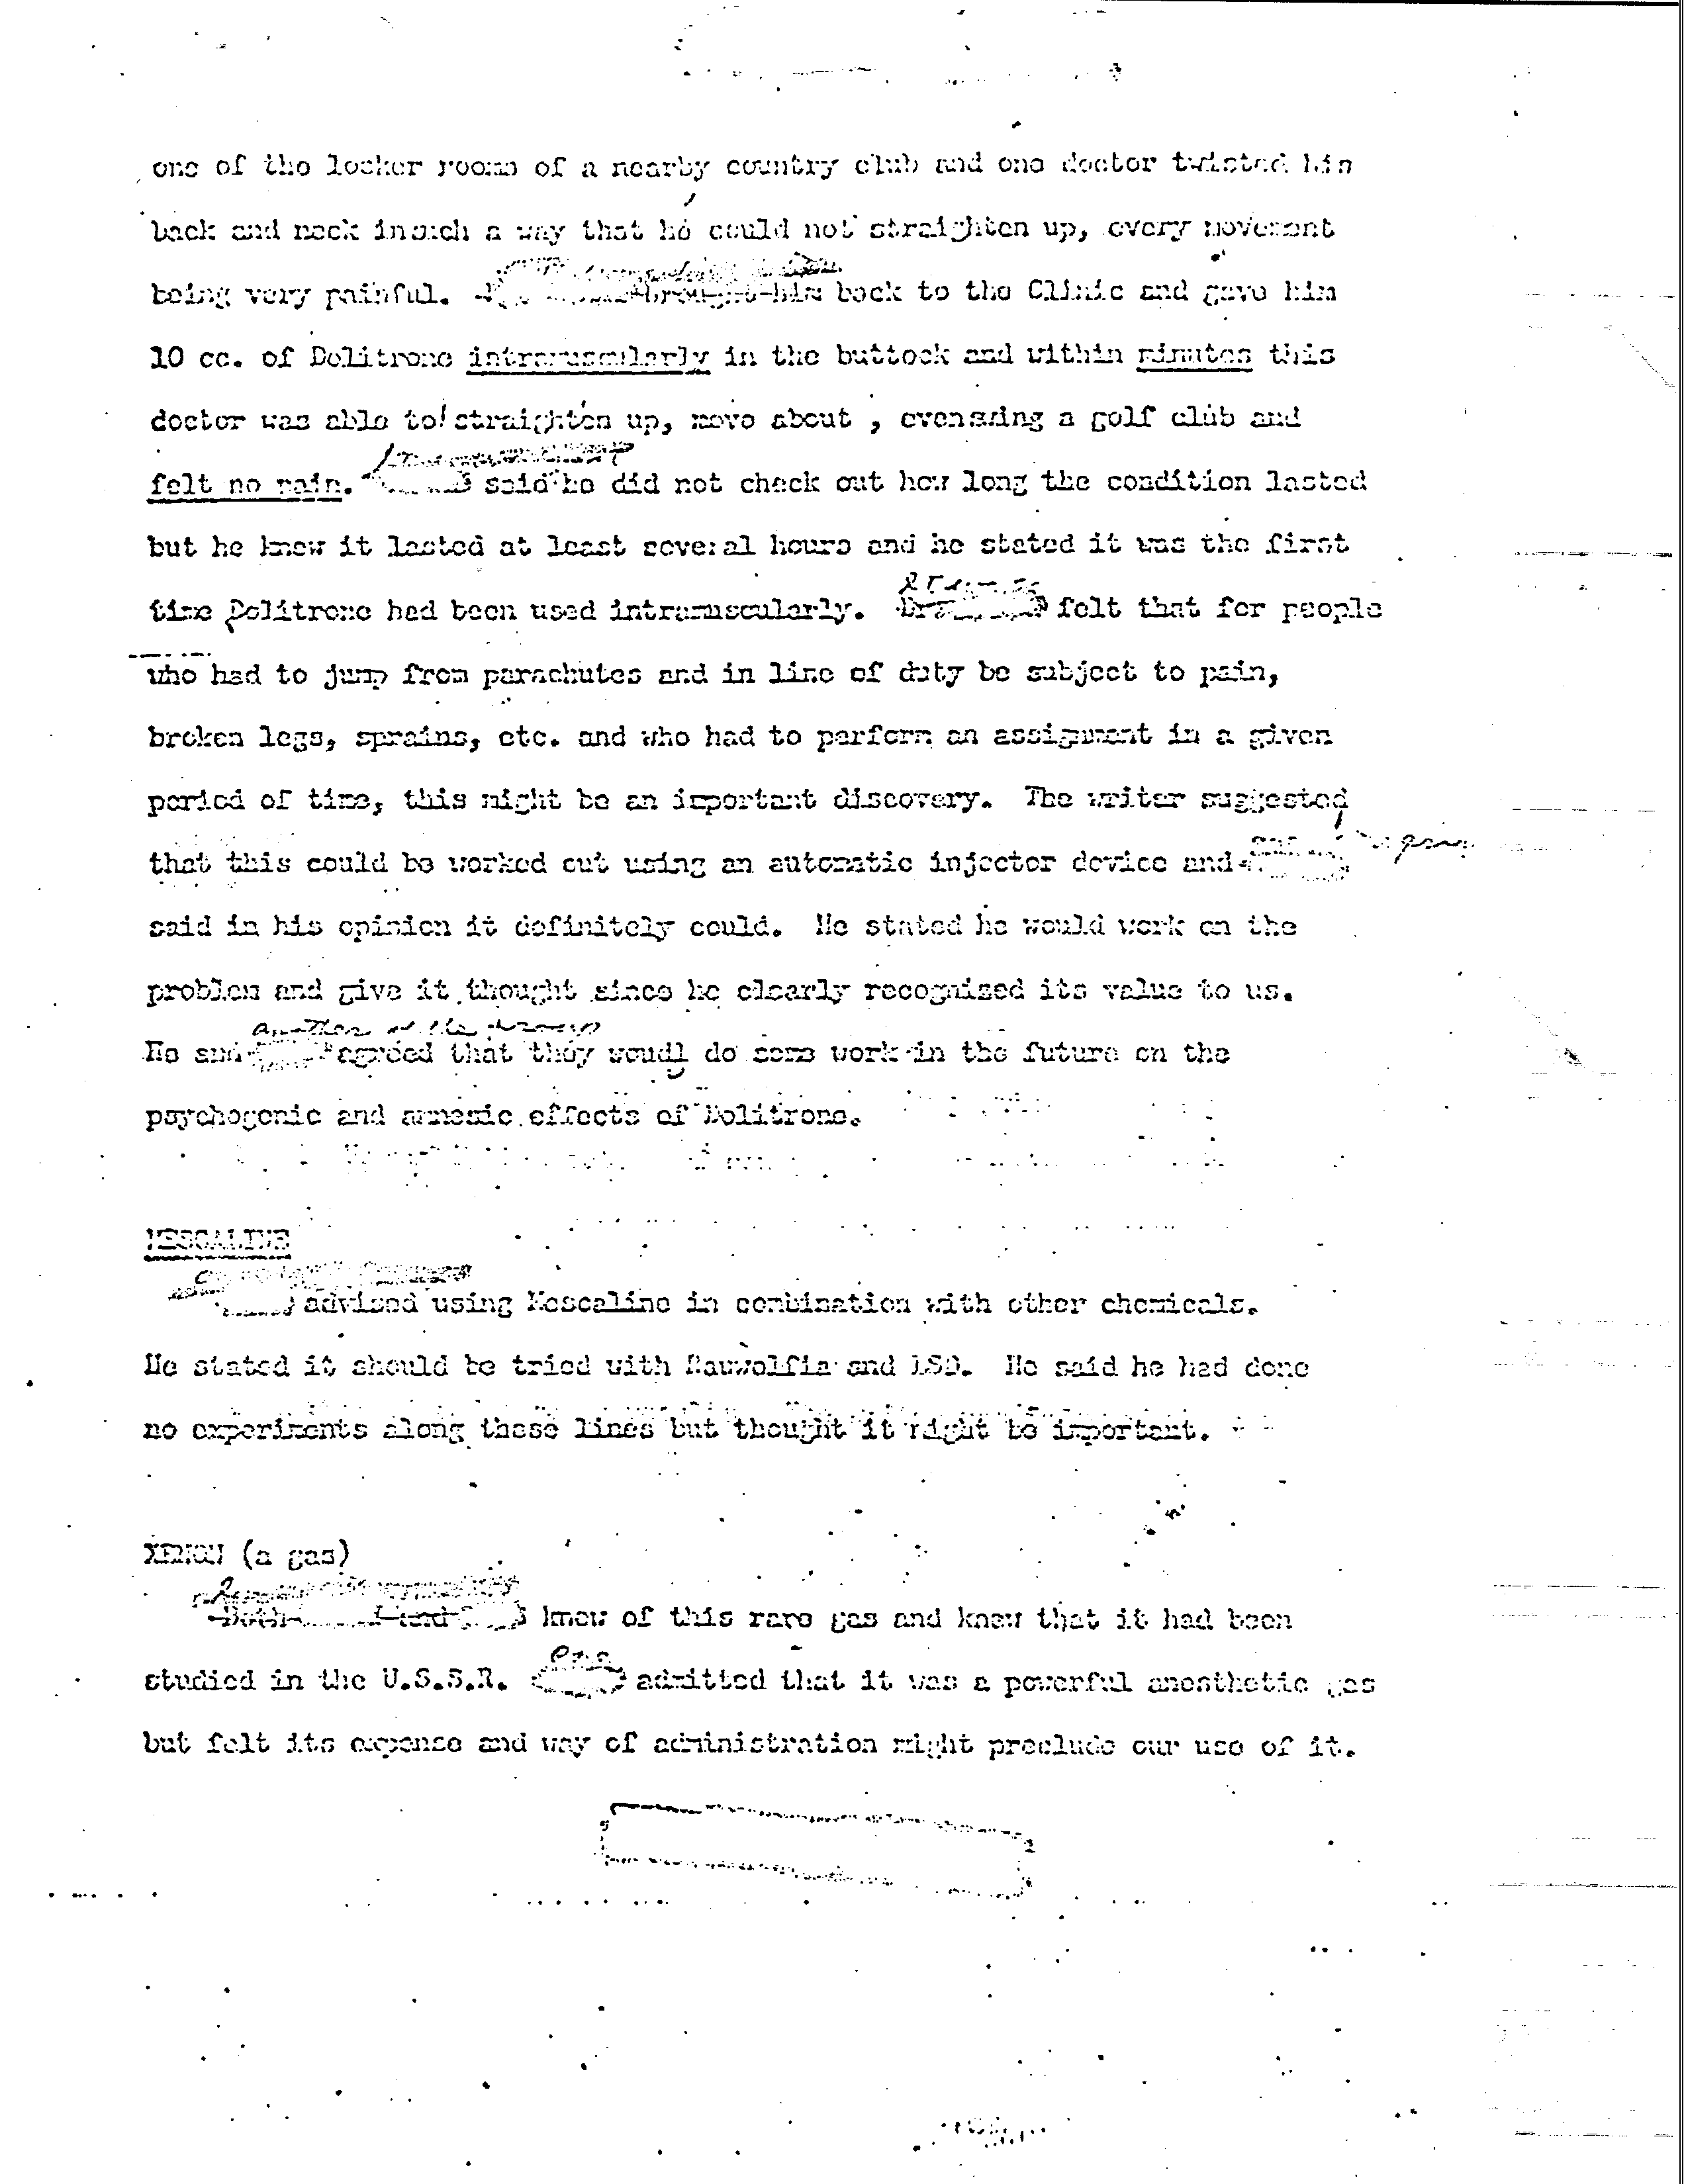 one of the locker rooms of a nearby country club and one doctor twisted his
back and neck insuch a way that he could not straighten up, every movement
being very painful. brought him back to the Clinic and gave him
10 cc. of Dolitrone intramuscularly in the buttock and within minutes this
doctor was able to straighten up, move about , evenswing a golf club and
felt no pain. said he did not check out how long the condition lasted
but he knew it lasted at least several hours and he stated it was the first
time Dolitrone had been used intramuscularly. felt that for people
who had to jump from parachutes and in line of duty be subject to pain,
broken legs, sprains, etc. and who had to perform an assignment in a given
period of time, this might be an important discovery. The writer suggested
that this could be worked out using an automatic injector device and
said in his opinion it definitely could. He stated he would work on the
problem and give it thought since he clearly recognized its value to us.
another of the group
He and agreed that they woudl do some work in the future on the
psychogenic and amnesic effects of Dolitrone.
MESCALINE
advised using Mescaline in combination with other chemicals.
He stated it should be tried with Rauwolfia and LSD. He said he had done
no experiments along these lines but thought it might be important.
XENON (a gas)
Both and knew of this rare gas and knew that it had been
one
studied in the U.S.S.R. admitted that it was a powerful anesthetic gas
but felt its expense and way of administration might preclude our use of it.